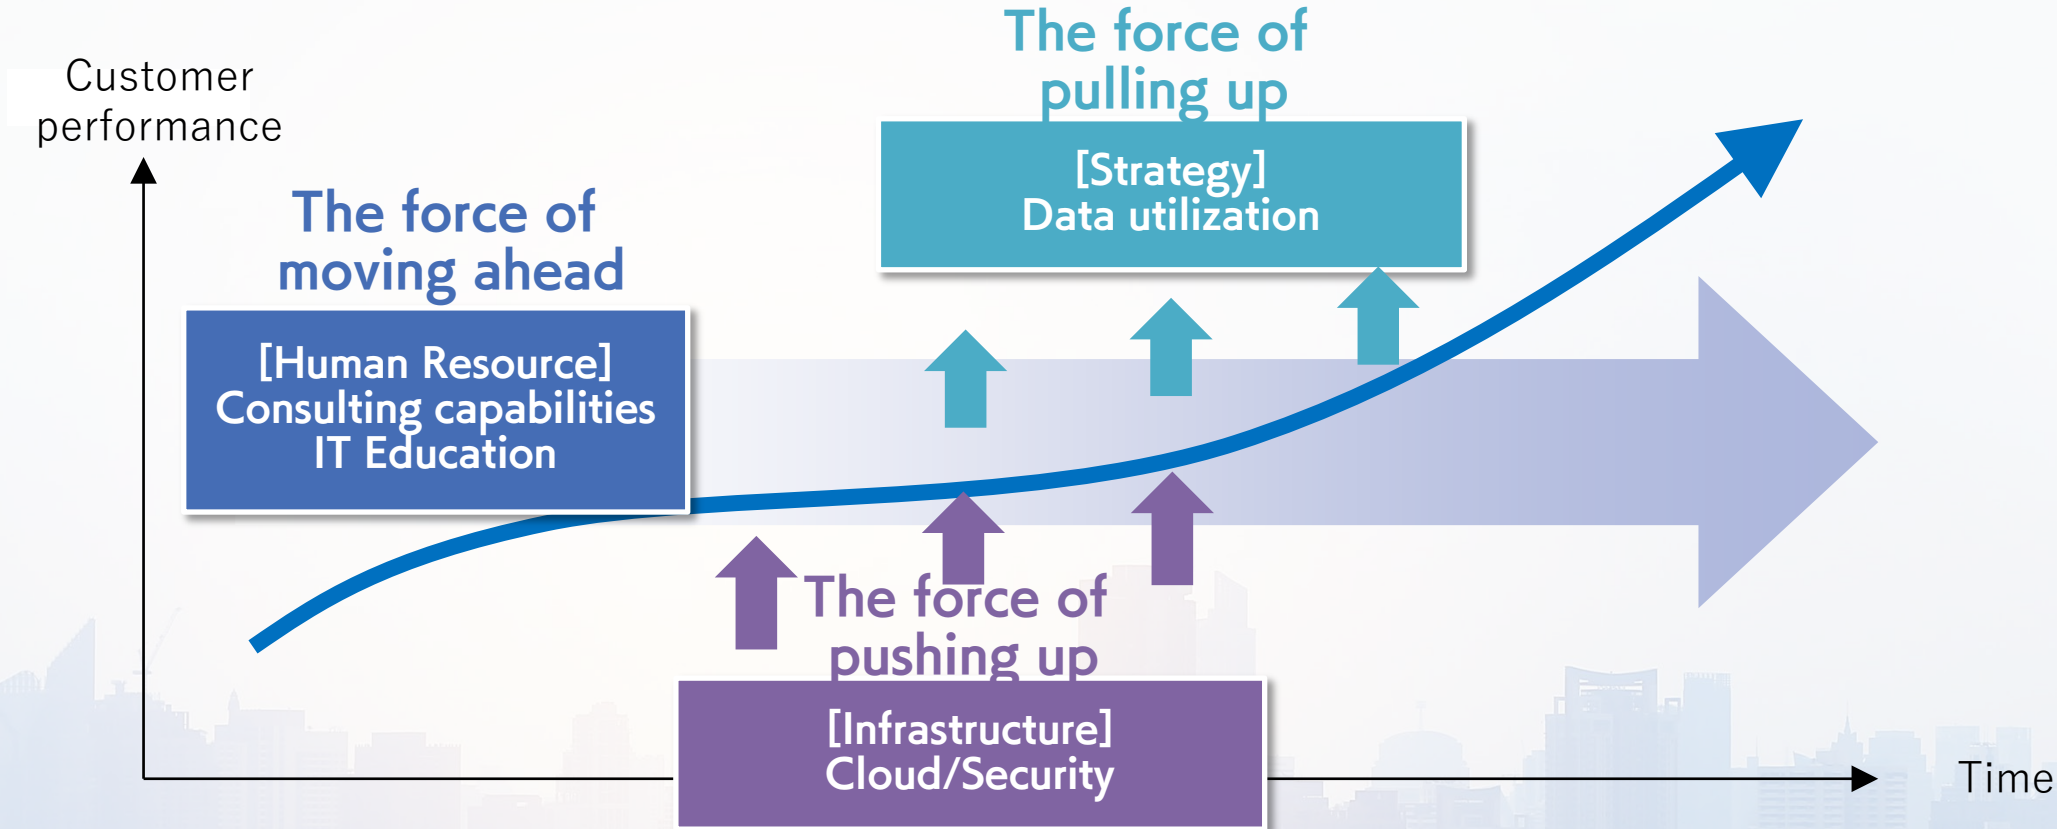 Customer
performance
The force of
moving ahead
[Human Resource]
Consulting capabilities
IT Education
The force of
pulling up
[Strategy]
Data utilization
The force of
pushing up
[Infrastructure]
Cloud/Security
Time